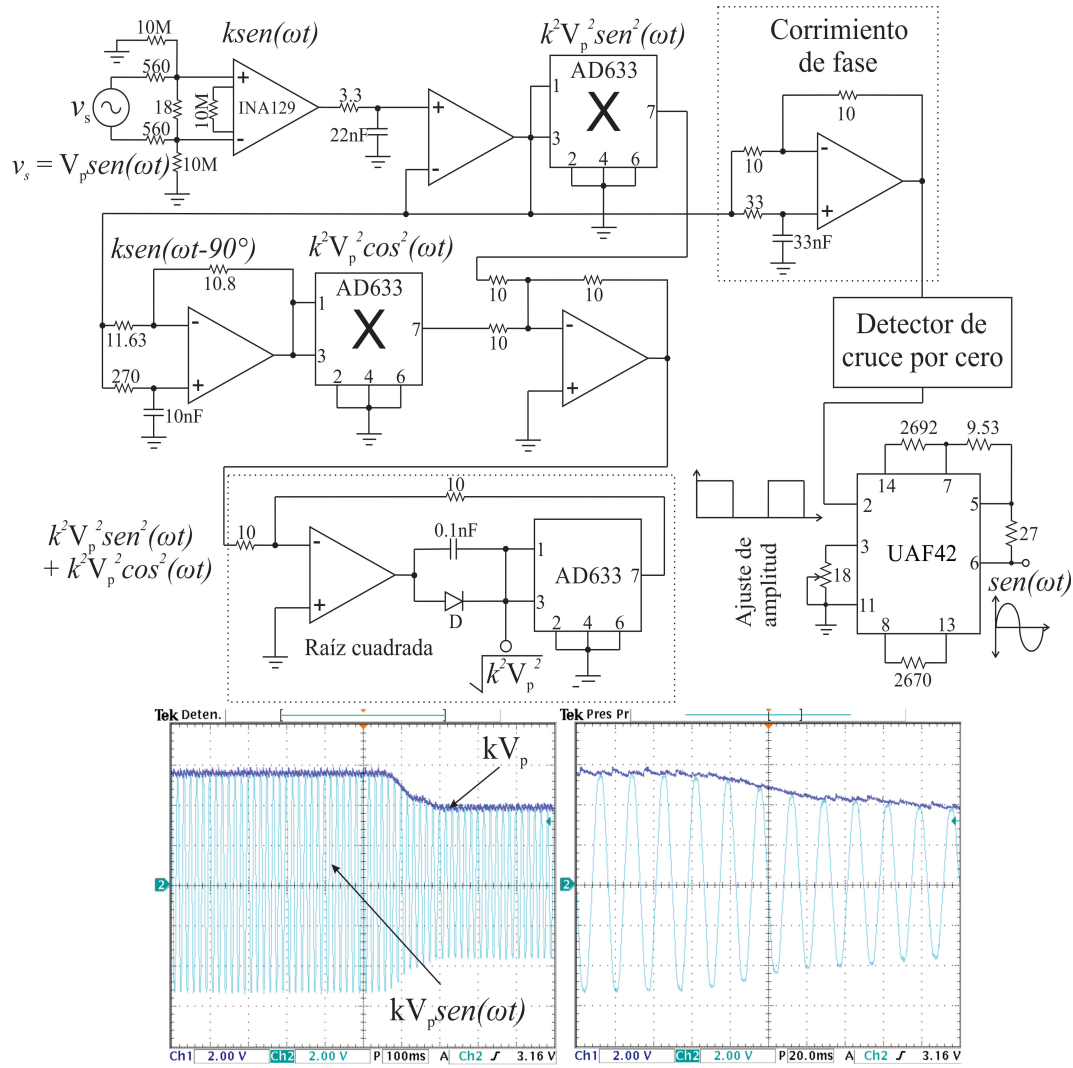 10M
ksen(ωt)
560
vs
18
10M
INA129
560
10M
vs = Vpsen(ωt)
+
-
3.3
22nF
+
-
k²Vp²sen²(ωt)
AD633
X
1
3
7
2 4 6
Corrimiento
de fase
10
10
33
33nF
-
+
ksen(ωt-90°)
10.8
11.63
270
10nF
-
+
k²Vp²cos²(ωt)
AD633
X
1
3
7
2 4 6
10
10
10
-
+
Detector de
cruce por cero
2692
9.53
14
7
2
5
27
3
UAF42
6
18
11
8
13
2670
sen(ωt)
Ajuste de
amplitud
k²Vp²sen²(ωt)
+ k²Vp²cos²(ωt)
10
10
-
+
0.1nF
D
1
3
AD633
7
2 4 6
Raíz cuadrada
√k²Vp²
Tek Deten.
kVp
2
kVpsen(ωt)
Ch1 2.00 V Ch2 2.00 V P 100ms A Ch2 3.16 V
Tek Pres Pr
2
Ch1 2.00 V Ch2 2.00 V P 20.0ms A Ch2 3.16 V